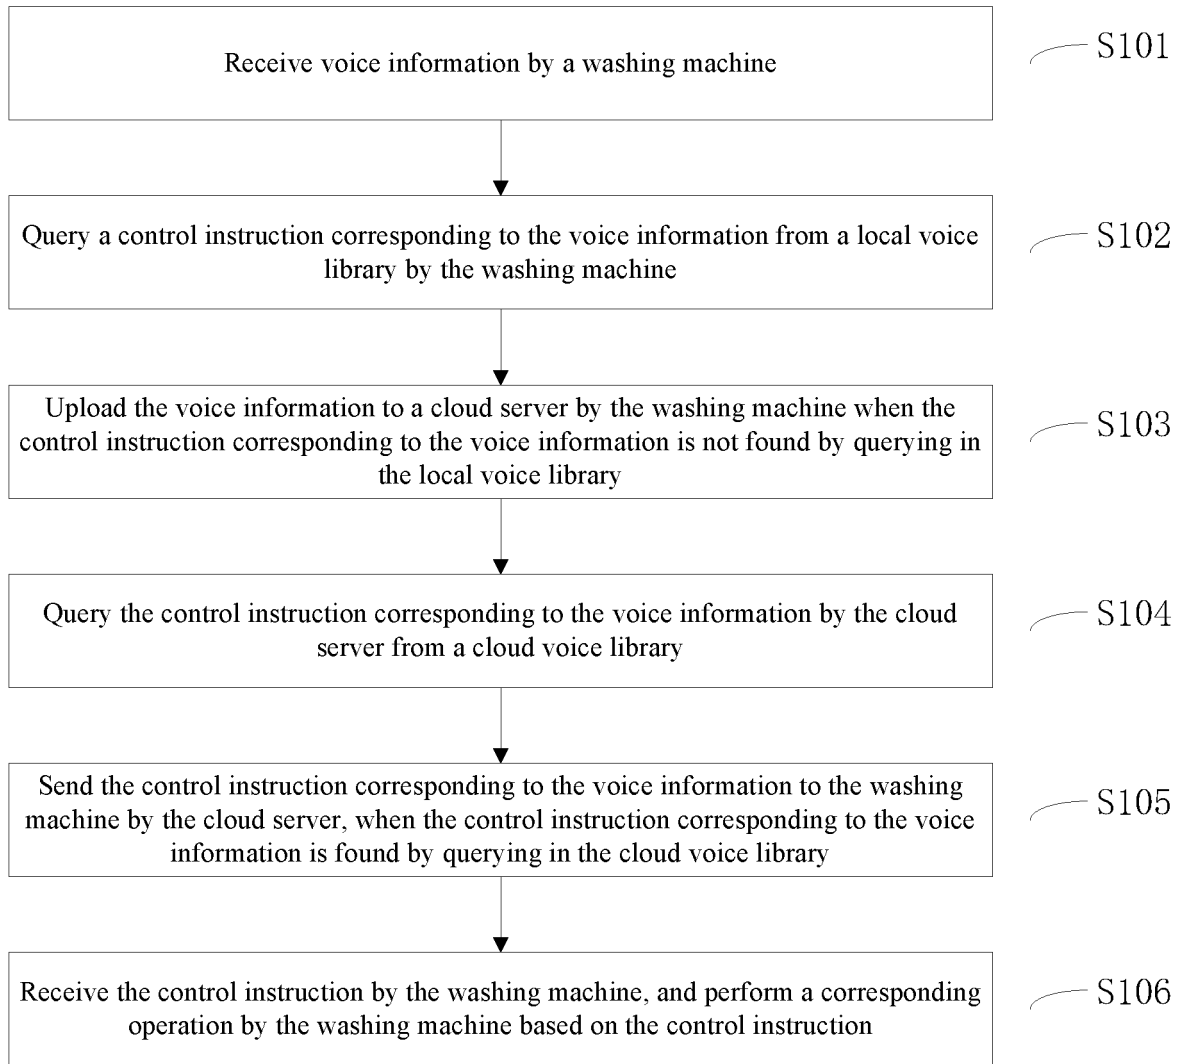 Receive voice information by a washing machine
S101
Query a control instruction corresponding to the voice information from a local voice
library by the washing machine
S102
Upload the voice information to a cloud server by the washing machine when the
control instruction corresponding to the voice information is not found by querying in
the local voice library
S103
Query the control instruction corresponding to the voice information by the cloud
server from a cloud voice library
S104
Send the control instruction corresponding to the voice information to the washing
machine by the cloud server, when the control instruction corresponding to the voice
information is found by querying in the cloud voice library
S105
Receive the control instruction by the washing machine, and perform a corresponding
operation by the washing machine based on the control instruction
S106